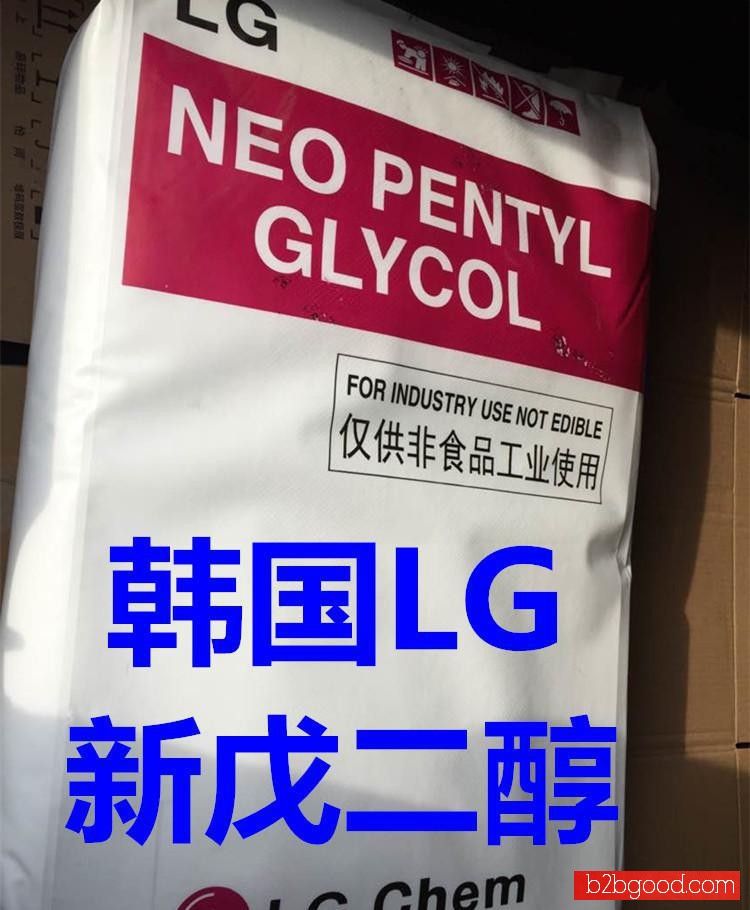 LG
NEO PENTYL
GLYCOL
FOR INDUSTRY USE NOT EDIBLE
仅供非食品工业使用
韩国LG
新戊二醇
LG Chem
b2bgood.com